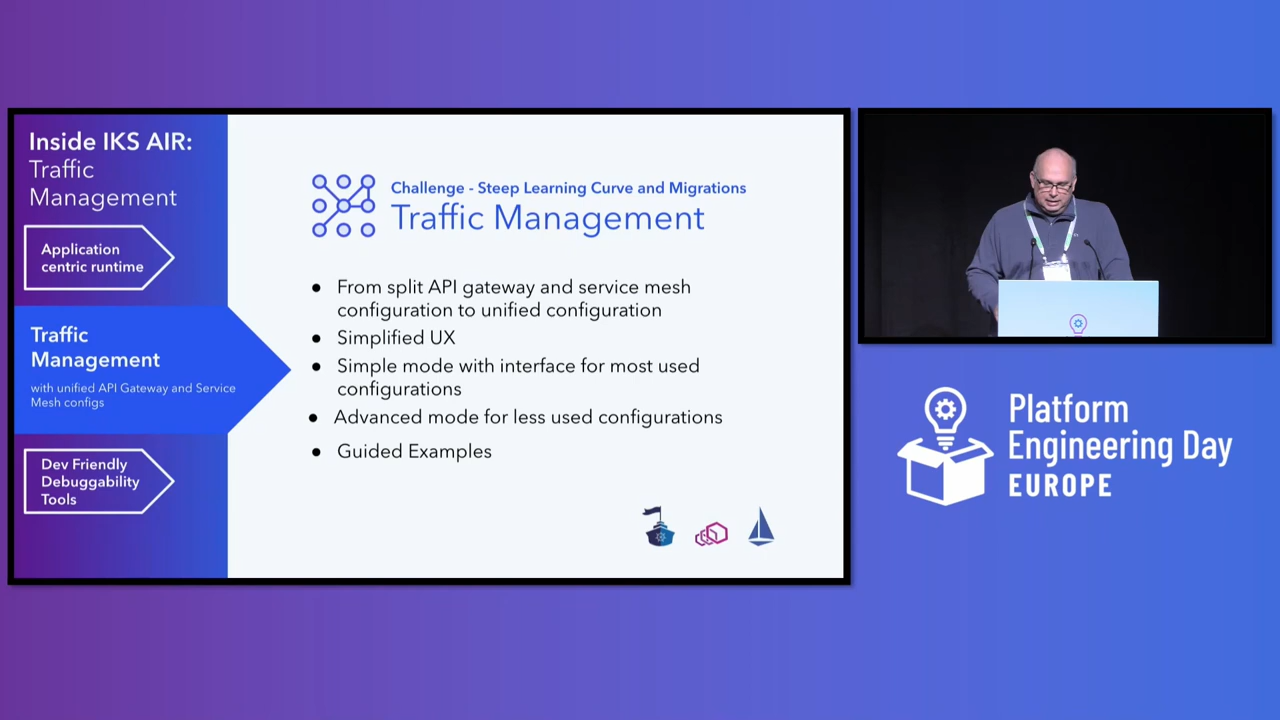 Inside IKS AIR:
Traffic
Management
Application
centric runtime
Traffic
Management
with unified API Gateway and Service
Mesh configs
Dev Friendly
Debuggability
Tools
Challenge - Steep Learning Curve and Migrations
Traffic Management
● From split API gateway and service mesh
configuration to unified configuration
● Simplified UX
● Simple mode with interface for most used
configurations
● Advanced mode for less used configurations
● Guided Examples
Platform
Engineering Day
EUROPE